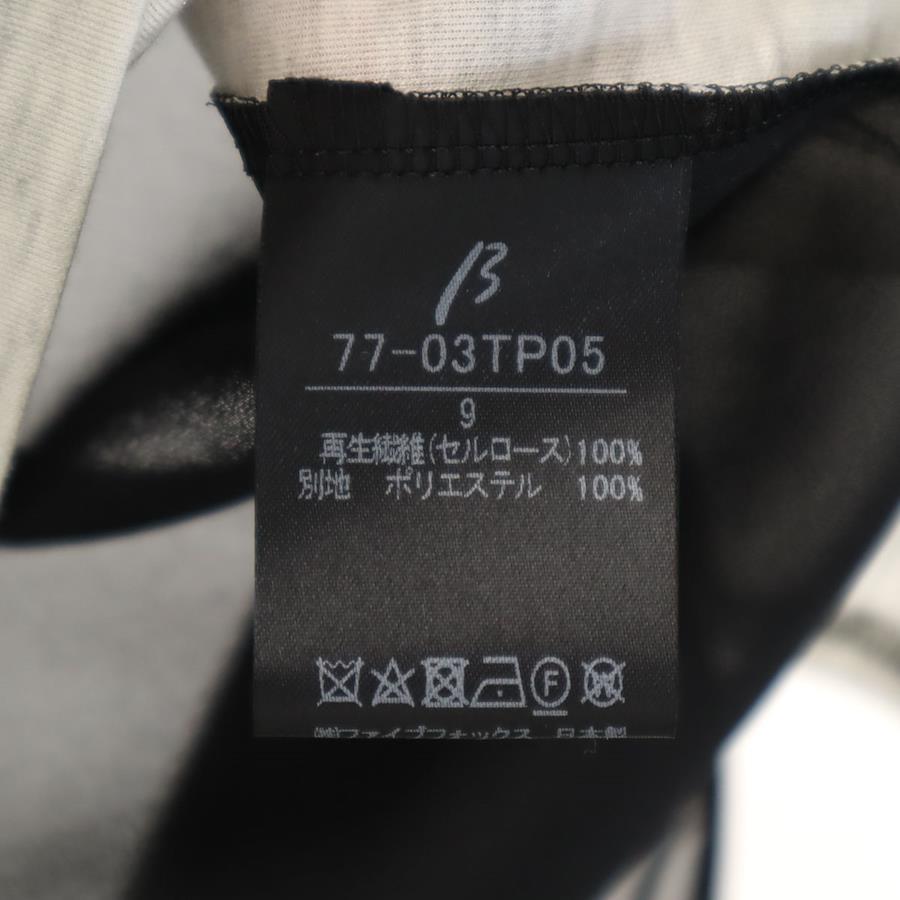 β
77-03TP05
9
再生繊維(セルロース)100%
別地 ポリエステル 100%
F W
㈱ファイブフォックス 日本製